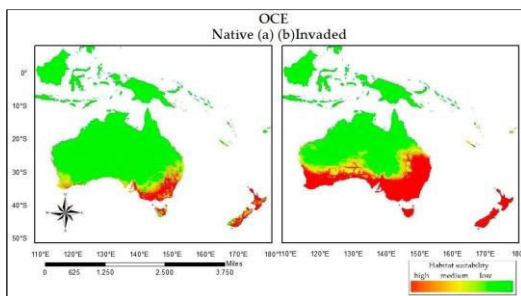 OCE
Native (a) (b)Invaded
0°
10°S
20°S
30°S
40°S
50°S
110°E 120°E 130°E 140°E 150°E 160°E 170°E 180 110°E 120°E 130°E 140°E 150°E 160°E 170°E 180
Miles
0 625 1.250 2.500 3.750
Habitat suitability
high medium low